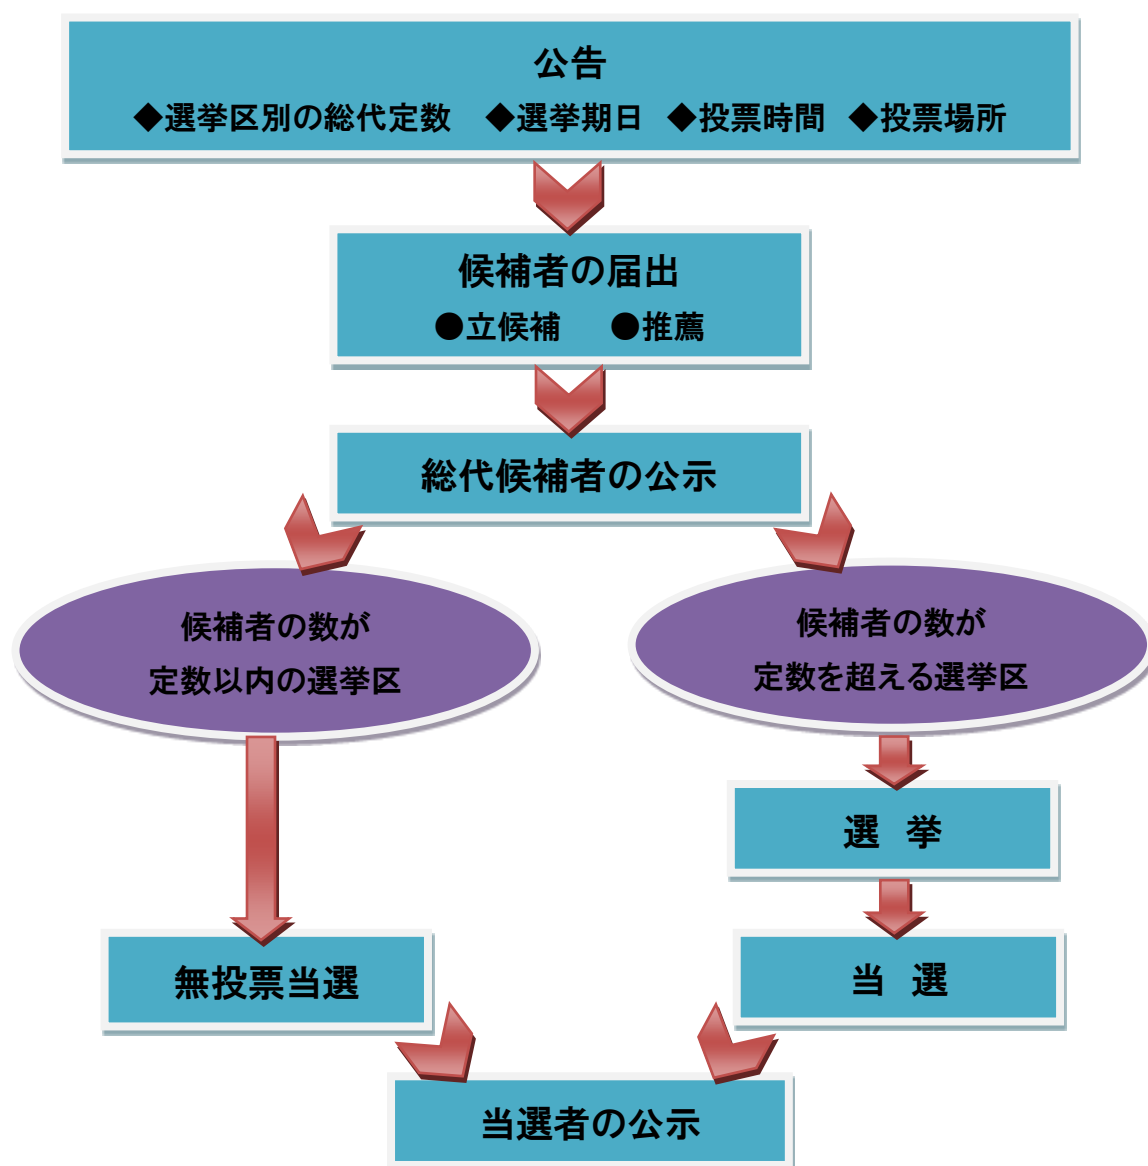 公告
◆選挙区別の総代定数 ◆選挙期日 ◆投票時間 ◆投票場所
候補者の届出
●立候補 ●推薦
総代候補者の公示
候補者の数が
定数以内の選挙区
候補者の数が
定数を超える選挙区
選 挙
無投票当選
当 選
当選者の公示